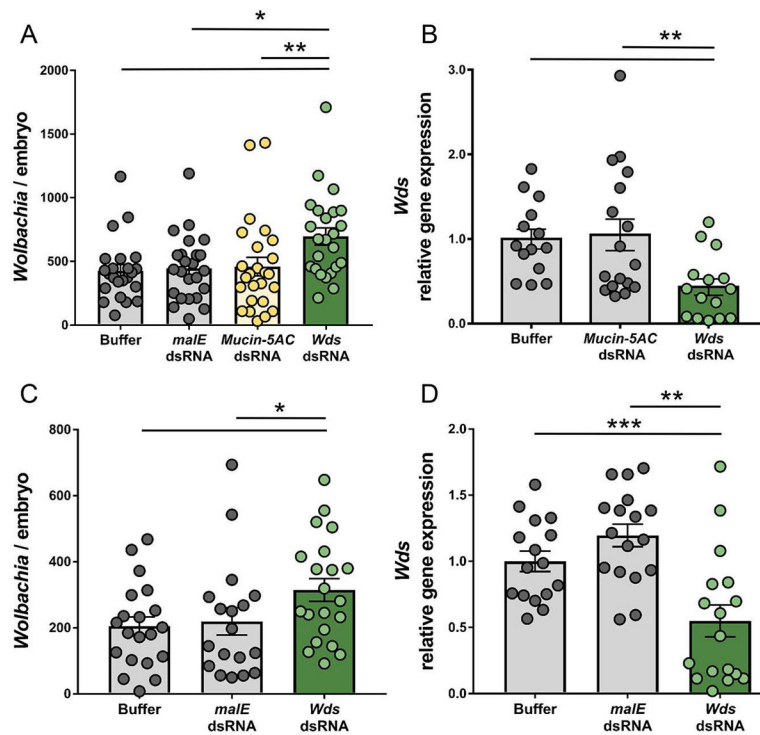 A
*
**
Wolbachia / embryo
2000
1500
1000
500
0
Buffer
malE
dsRNA
Mucin-5AC
dsRNA
Wds
dsRNA
B
**
Wds
relative gene expression
3.0
2.0
1.0
0.0
Buffer
Mucin-5AC
dsRNA
Wds
dsRNA
C
*
Wolbachia / embryo
800
600
400
200
0
Buffer
malE
dsRNA
Wds
dsRNA
D
**
***
Wds
relative gene expression
2.0
1.5
1.0
0.5
0.0
Buffer
malE
dsRNA
Wds
dsRNA